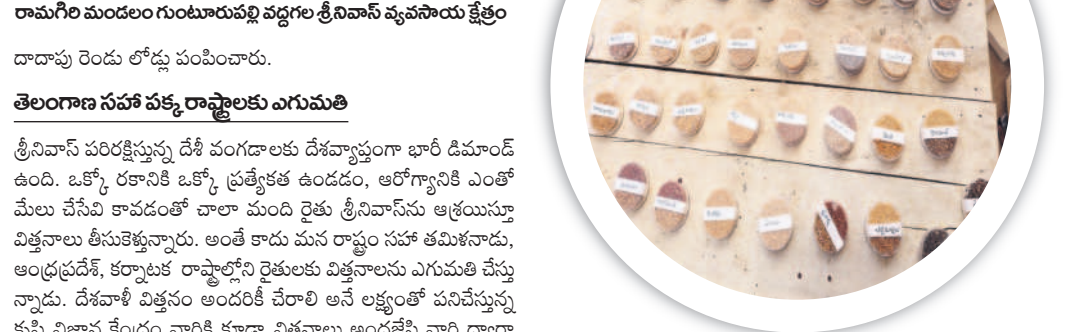 రామగిరి మండలం గుంటూరుపల్లి వద్దగల శ్రీనివాస్ వ్యవసాయ క్షేత్రం
దాదాపు రెండు లోడ్లు పంపించారు.
తెలంగాణ సహా పక్క రాష్ట్రాలకు ఎగుమతి
శ్రీనివాస్ పరిరక్షిస్తున్న దేశీ వంగడాలకు దేశవ్యాప్తంగా భారీ డిమాండ్
ఉంది. ఒక్కో రకానికి ఒక్కో ప్రత్యేకత ఉండడం, ఆరోగ్యానికి ఎంతో
మేలు చేసేవి కావడంతో చాలా మంది రైతు శ్రీనివాస్‌ను ఆశ్రయిస్తూ
విత్తనాలు తీసుకెళ్తున్నారు. అంతే కాదు మన రాష్ట్రం సహా తమిళనాడు,
ఆంధ్రప్రదేశ్, కర్నాటక రాష్ట్రాల్లోని రైతులకు విత్తనాలను ఎగుమతి చేస్తు
న్నాడు. దేశవాళీ విత్తనం అందరికీ చేరాలి అనే లక్ష్యంతో పనిచేస్తున్న
కృషి విజ్ఞాన కేంద్రం వారికి కూడా విత్తనాలు అందజేసి వారి ద్వారా